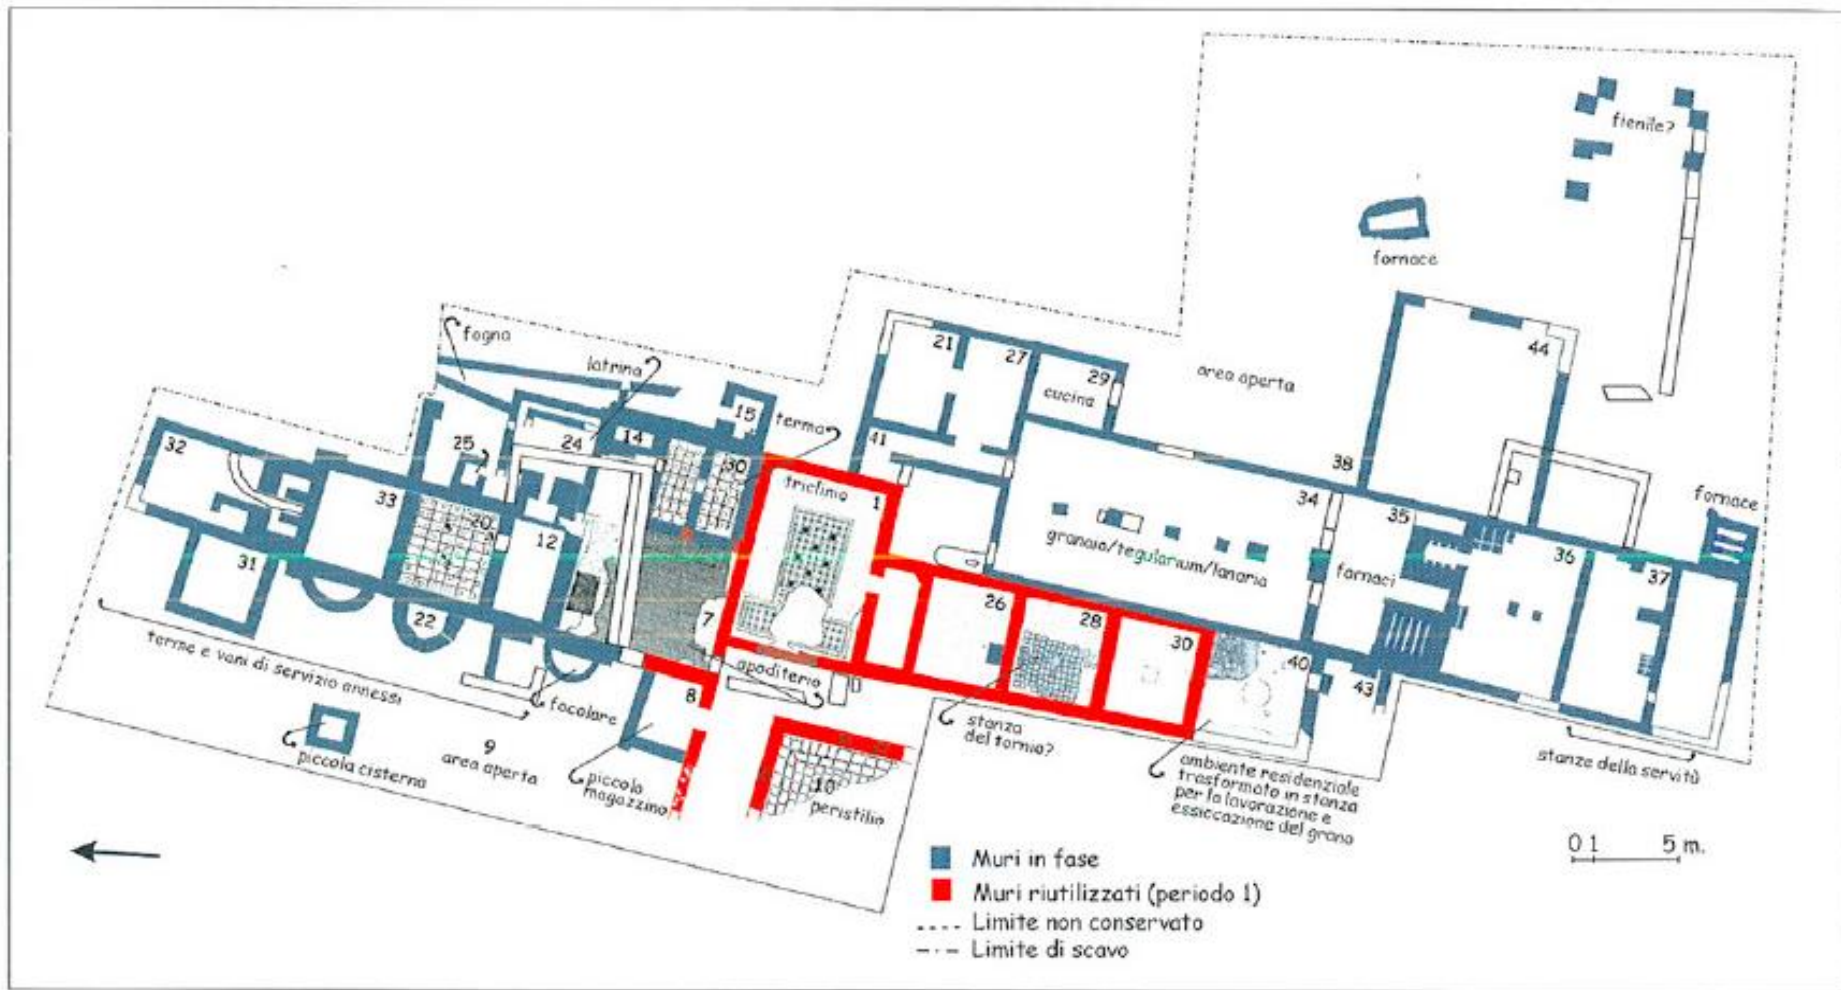 fienile?
fornace
fogna
latrina
21
27
29
cucina
area aperta
44
15
terma
32
25
24
14
30
41
38
fornace
33
20
triclinio
1
34
35
12
granaio/tegularium/lanaria
fornaci
36
37
31
22
7
26
28
30
40
43
terme e vani di servizio annessi
apoditerio
8
focolare
stanza
del tornio?
stanze della servitù
9
area aperta
piccola cisterna
piccolo
magazzino
10
peristilio
ambiente residenziale
trasformato in stanza
per la lavorazione e
essiccazione del grano
0 1 5 m.
Muri in fase
Muri riutilizzati (periodo 1)
Limite non conservato
Limite di scavo